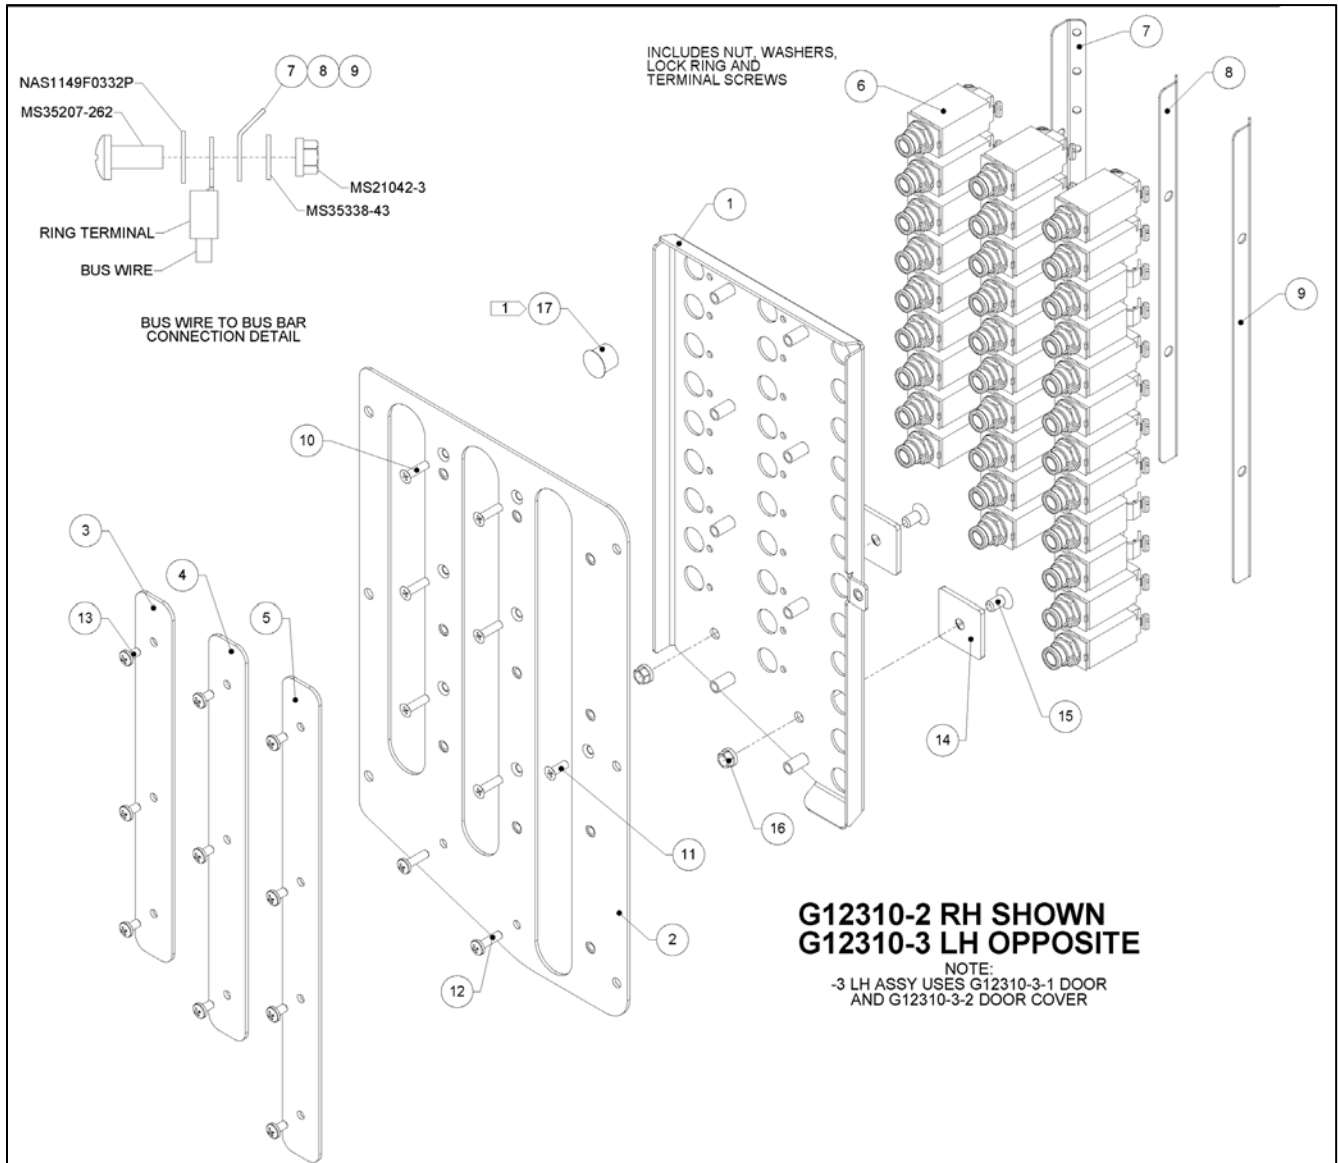 INCLUDES NUT, WASHERS,
LOCK RING AND
TERMINAL SCREWS
7
8
9
NAS1149F0332P
MS35207-262
MS21042-3
MS35338-43
RING TERMINAL
BUS WIRE
BUS WIRE TO BUS BAR
CONNECTION DETAIL
6
7
8
9
1
1
17
10
3
4
5
13
14
15
16
11
2
12
G12310-2 RH SHOWN
G12310-3 LH OPPOSITE
NOTE:
-3 LH ASSY USES G12310-3-1 DOOR
AND G12310-3-2 DOOR COVER